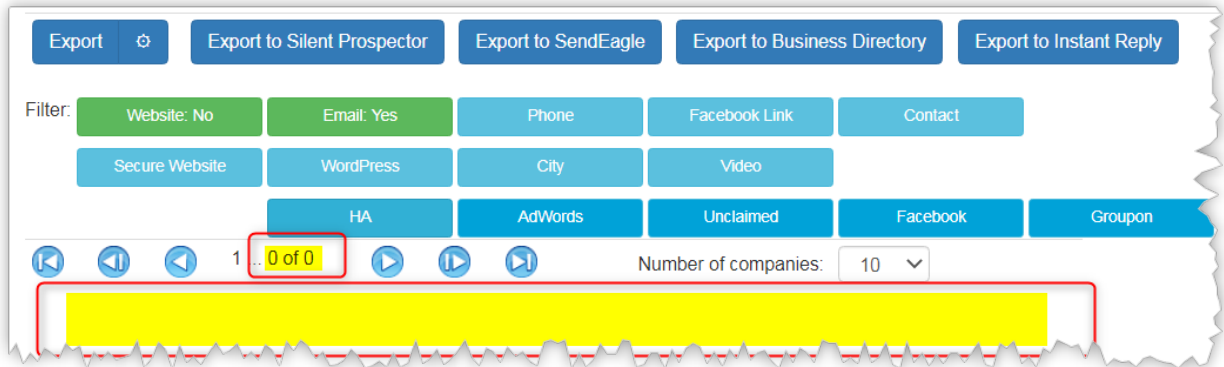 Export Export to Silent Prospector Export to SendEagle Export to Business Directory Export to Instant Reply
Filter: Website: No Email: Yes Phone Facebook Link Contact
Secure Website WordPress City Video
HA AdWords Unclaimed Facebook Groupon
1 ... 0 of 0 Number of companies: 10